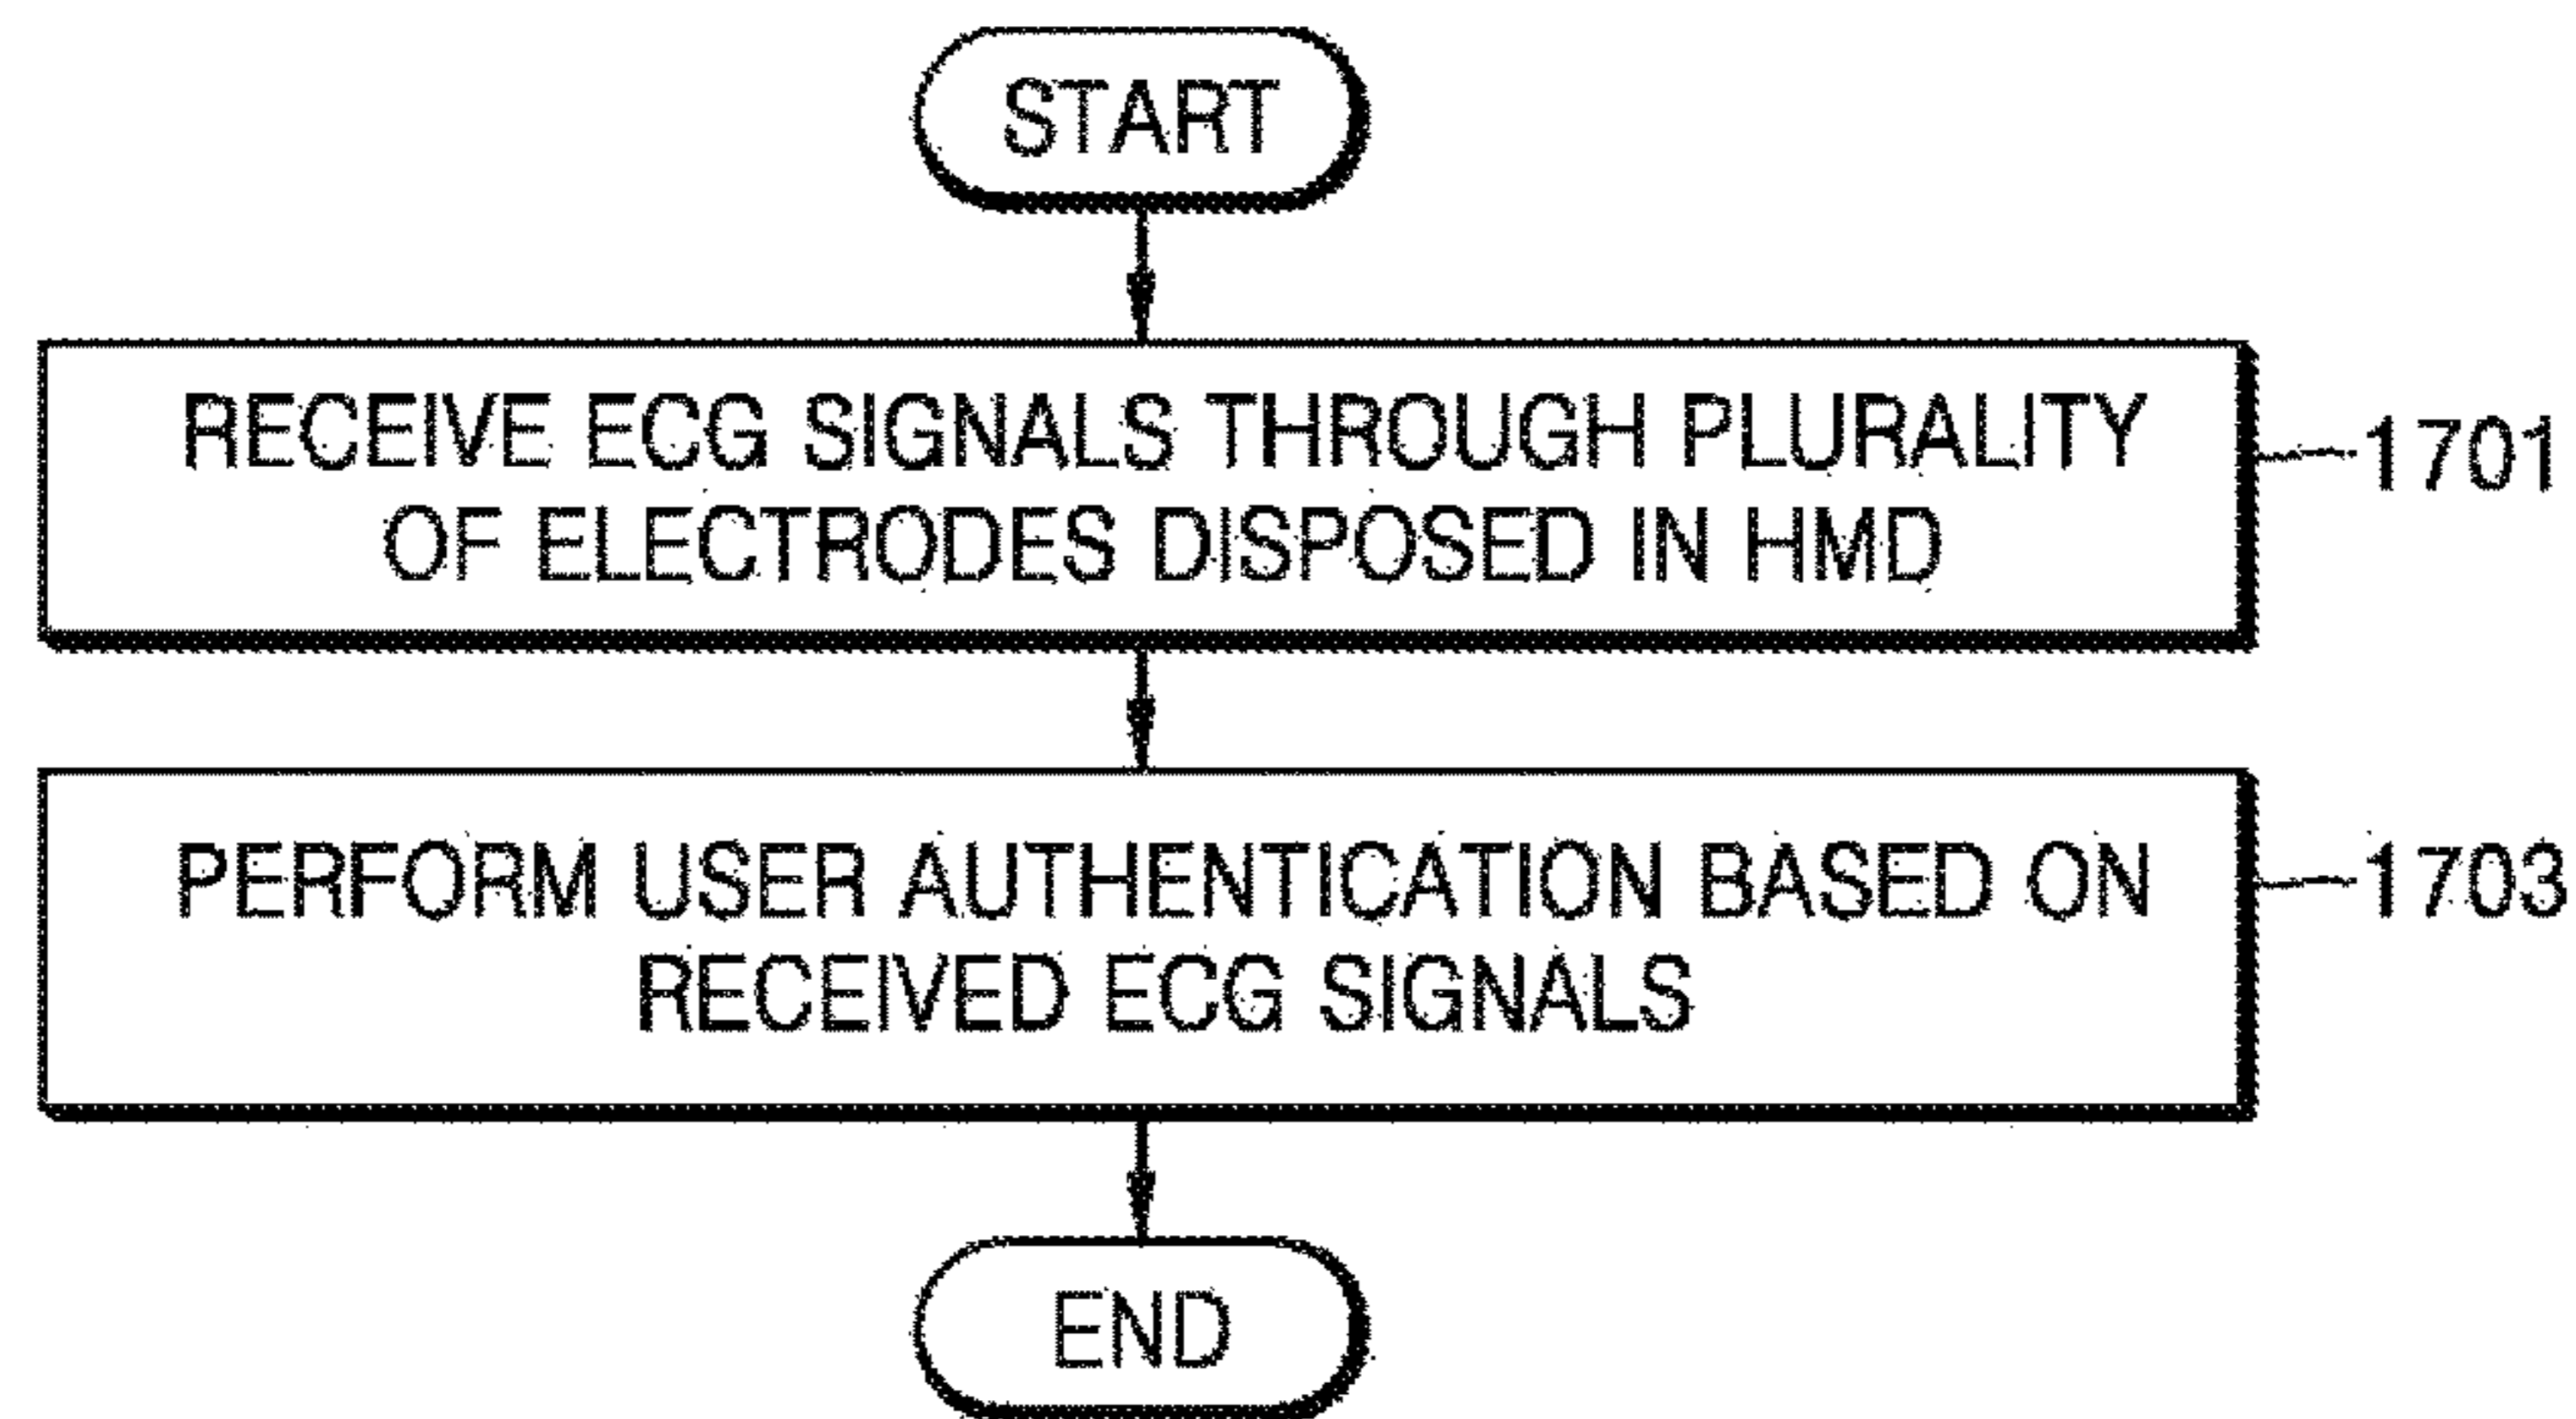 START
RECEIVE ECG SIGNALS THROUGH PLURALITY
OF ELECTRODES DISPOSED IN HMD
1701
PERFORM USER AUTHENTICATION BASED ON
RECEIVED ECG SIGNALS
1703
END